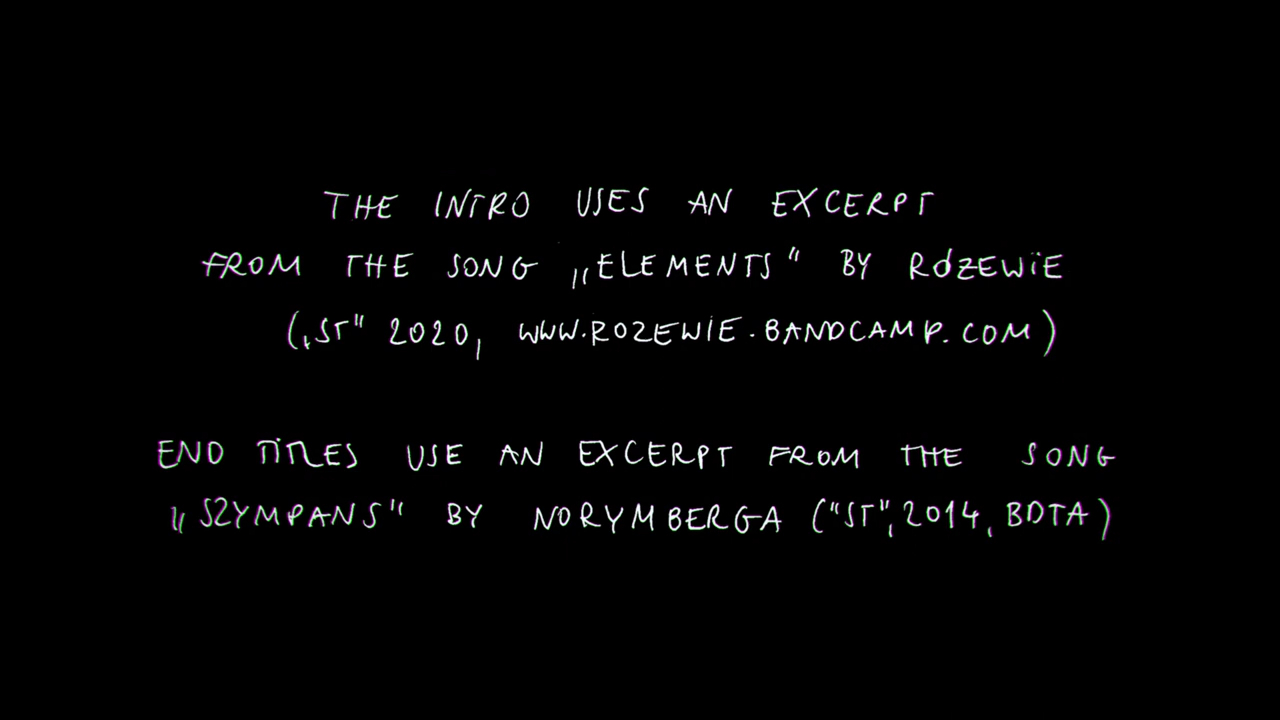 THE INTRO USES AN EXCERPT
FROM THE SONG „ELEMENTS" BY RÓZEWIE
(„ST" 2020, WWW.ROZEWIE.BANDCAMP.COM)
END TITLES USE AN EXCERPT FROM THE SONG
„SZYMPANS" BY NORYMBERGA ("ST", 2014, BDTA)